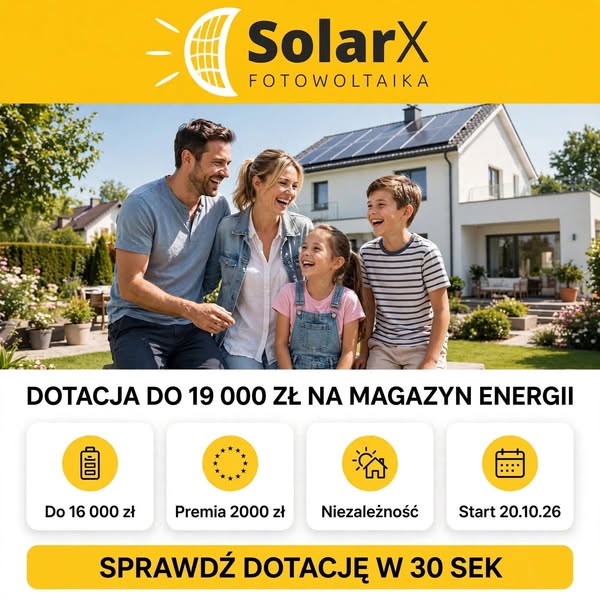 SolarX
FOTOWOLTAIKA
DOTACJA DO 19 000 ZŁ NA MAGAZYN ENERGII
Do 16 000 zł
Premia 2000 zł
Niezależność
Start 20.10.26
SPRAWDŹ DOTACJĘ W 30 SEK